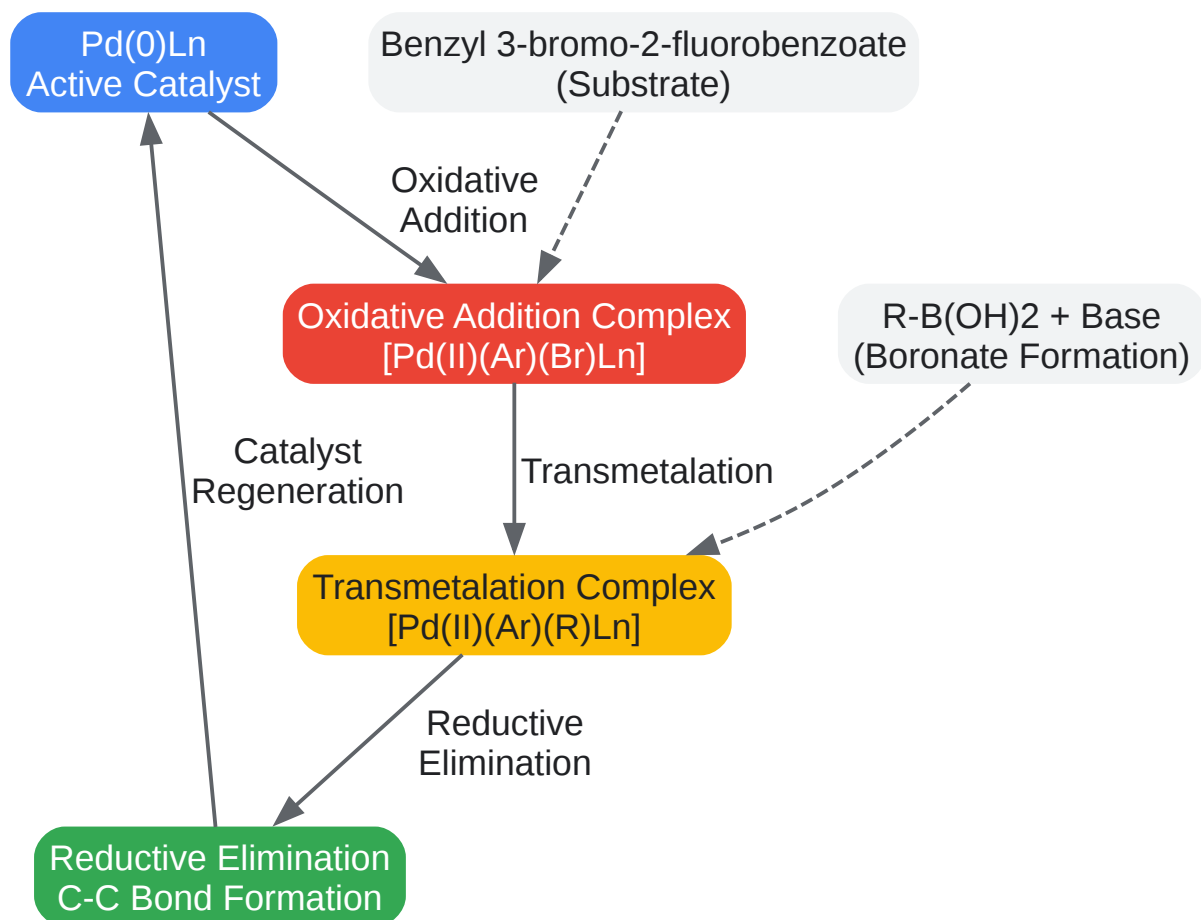 Pd(0)Ln
Active Catalyst
Benzyl 3-bromo-2-fluorobenzoate
(Substrate)
Oxidative
Addition
Oxidative Addition Complex
[Pd(II)(Ar)(Br)Ln]
R-B(OH)2 + Base
(Boronate Formation)
Catalyst
Regeneration
Transmetalation
Transmetalation Complex
[Pd(II)(Ar)(R)Ln]
Reductive
Elimination
Reductive Elimination
C-C Bond Formation